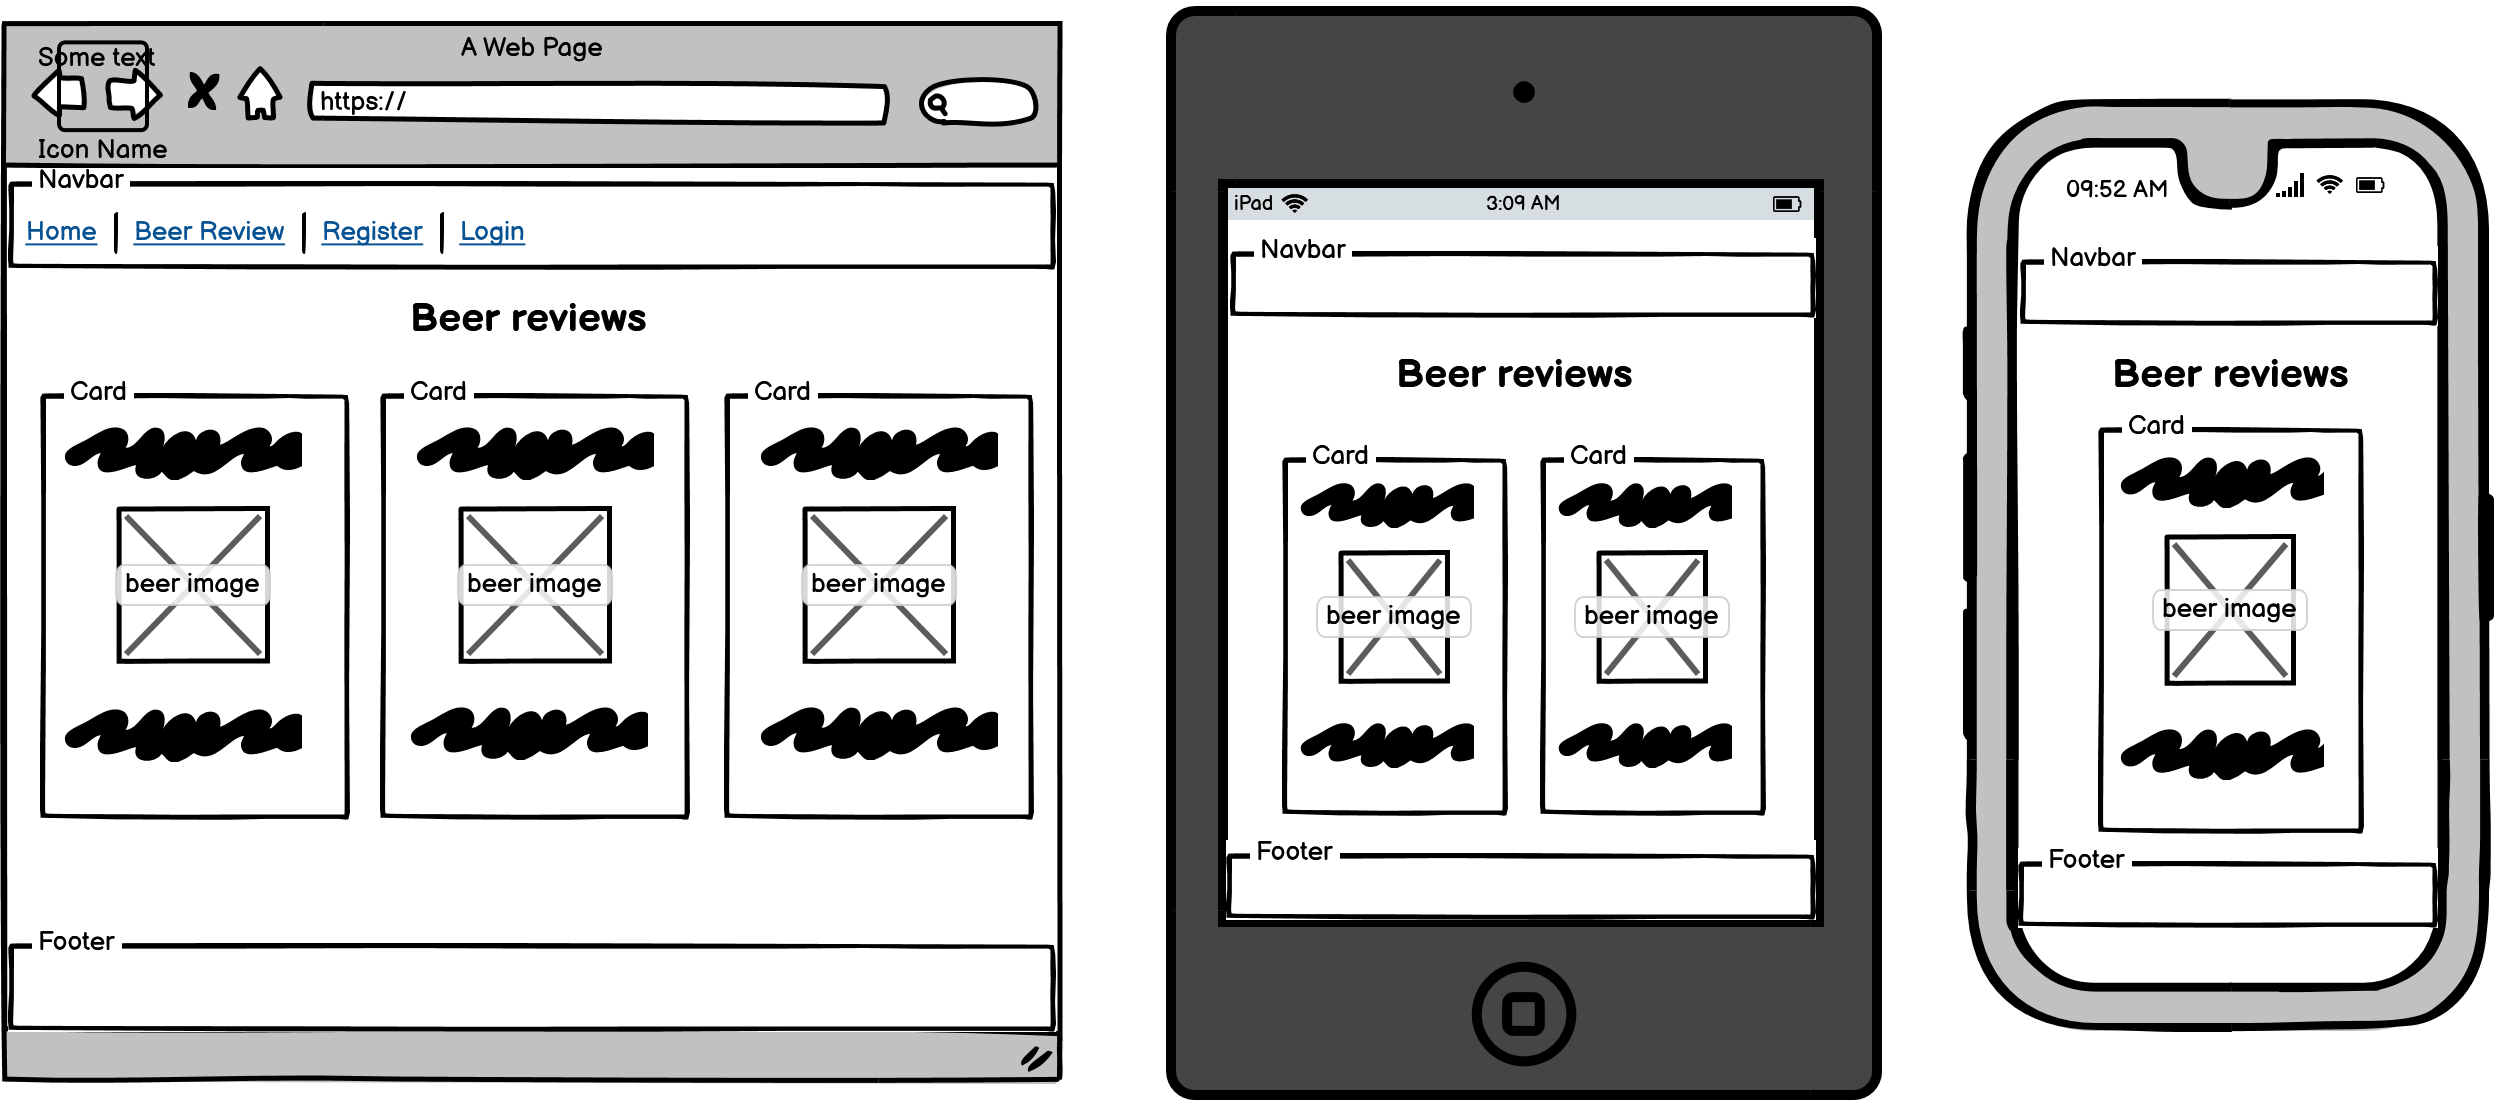 A Web Page
Some text
https://
Icon Name
Navbar
Home Beer Review Register Login
Beer reviews
Card Card Card
beer image beer image beer image
Footer
iPad 3:09 AM
Navbar
Beer reviews
Card Card
beer image beer image
Footer
09:52 AM
Navbar
Beer reviews
Card
beer image
Footer